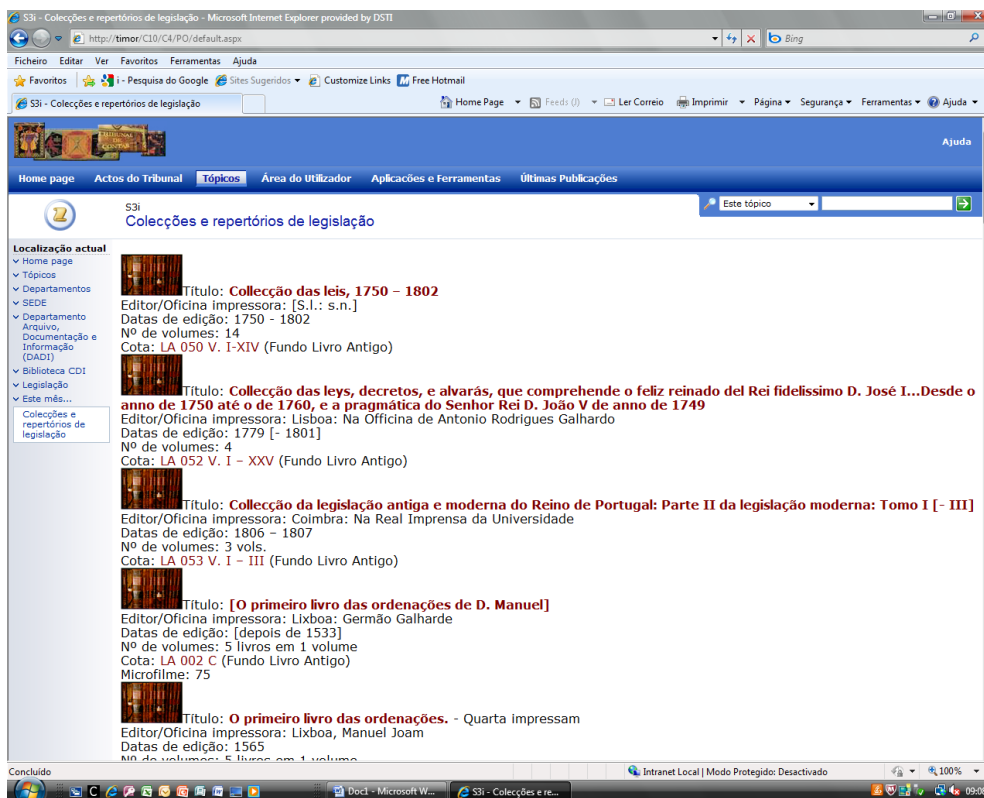 S3i - Colecções e repertórios de legislação - Microsoft Internet Explorer provided by DSTI
http://timor/C10/C4/PO/default.aspx
Bing
Ficheiro Editar Ver Favoritos Ferramentas Ajuda
Favoritos i - Pesquisa do Google Sites Sugeridos Customize Links Free Hotmail
S3i - Colecções e repertórios de legislação
Home Page Feeds (J) Ler Correio Imprimir Página Segurança Ferramentas Ajuda
TRIBUNAL DE CONTAS
Ajuda
Home page Actos do Tribunal Tópicos Área do Utilizador Aplicações e Ferramentas Últimas Publicações
S3i
Colecções e repertórios de legislação
Este tópico
Localização actual
Home page
Tópicos
Departamentos
SEDE
Departamento
Arquivo,
Documentação e
Informação
(DADI)
Biblioteca CDI
Legislação
Este mês...
Colecções e
repertórios de
legislação
Título: Collecção das leis, 1750 – 1802
Editor/Oficina impressora: [S.l.: s.n.]
Datas de edição: 1750 - 1802
Nº de volumes: 14
Cota: LA 050 V. I-XIV (Fundo Livro Antigo)
Título: Collecção das leys, decretos, e alvarás, que comprehende o feliz reinado del Rei fidelissimo D. José I...Desde o
anno de 1750 até o de 1760, e a pragmática do Senhor Rei D. João V de anno de 1749
Editor/Oficina impressora: Lisboa: Na Officina de Antonio Rodrigues Galhardo
Datas de edição: 1779 [- 1801]
Nº de volumes: 4
Cota: LA 052 V. I – XXV (Fundo Livro Antigo)
Título: Collecção da legislação antiga e moderna do Reino de Portugal: Parte II da legislação moderna: Tomo I [- III]
Editor/Oficina impressora: Coimbra: Na Real Imprensa da Universidade
Datas de edição: 1806 – 1807
Nº de volumes: 3 vols.
Cota: LA 053 V. I – III (Fundo Livro Antigo)
Título: [O primeiro livro das ordenações de D. Manuel]
Editor/Oficina impressora: Lixboa: Germão Galharde
Datas de edição: [depois de 1533]
Nº de volumes: 5 livros em 1 volume
Cota: LA 002 C (Fundo Livro Antigo)
Microfilme: 75
Título: O primeiro livro das ordenações. - Quarta impressam
Editor/Oficina impressora: Lixboa, Manuel Joam
Datas de edição: 1565
Nº de volumes: 5 livros em 1 volume
Concluído
Intranet Local | Modo Protegido: Desactivado
100%
Doc1 - Microsoft W...
S3i - Colecções e re...
09:08